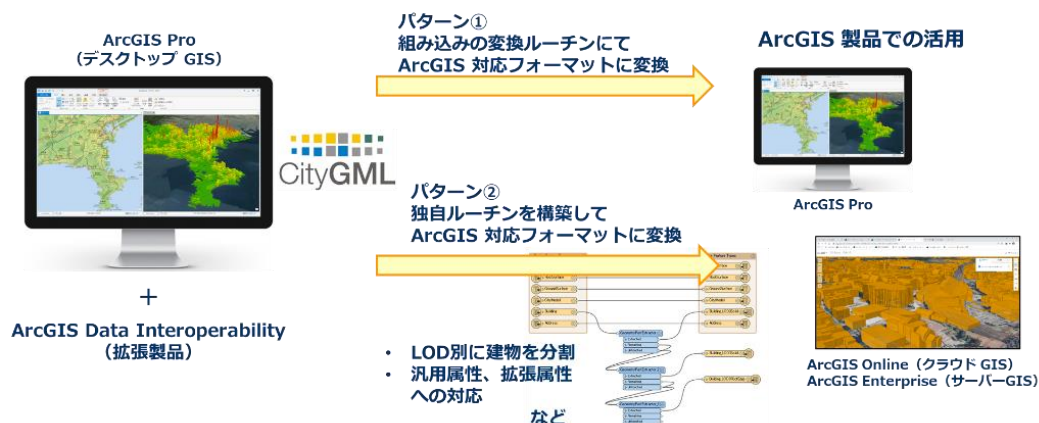 ArcGIS Pro
（デスクトップ GIS）
CityGML
＋
ArcGIS Data Interoperability
（拡張製品）
パターン①
組み込みの変換ルーチンにて
ArcGIS 対応フォーマットに変換
パターン②
独自ルーチンを構築して
ArcGIS 対応フォーマットに変換
• LOD別に建物を分割
• 汎用属性、拡張属性
への対応
など
ArcGIS 製品での活用
ArcGIS Pro
ArcGIS Online（クラウド GIS）
ArcGIS Enterprise（サーバーGIS）